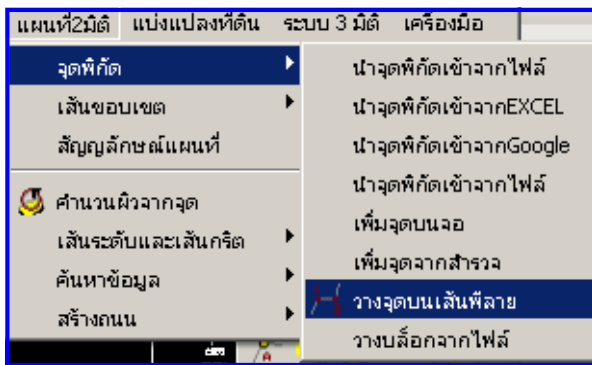 แผนที่2มิติ แบ่งแปลงที่ดิน ระบบ 3 มิติ เครื่องมือ
จุดพิกัด
เส้นขอบเขต
สัญญลักษณ์แผนที่
คำนวนผิวจากจุด
เส้นระดับและเส้นกริต
ค้นหาข้อมูล
สร้างถนน
นำจุดพิกัดเข้าจากไฟล์
นำจุดพิกัดเข้าจากEXCEL
นำจุดพิกัดเข้าจากGoogle
นำจุดพิกัดเข้าจากไฟล์
เพิ่มจุดบนจอ
เพิ่มจุดจากสำรวจ
วางจุดบนเส้นพีลาย
วางบล็อกจากไฟล์